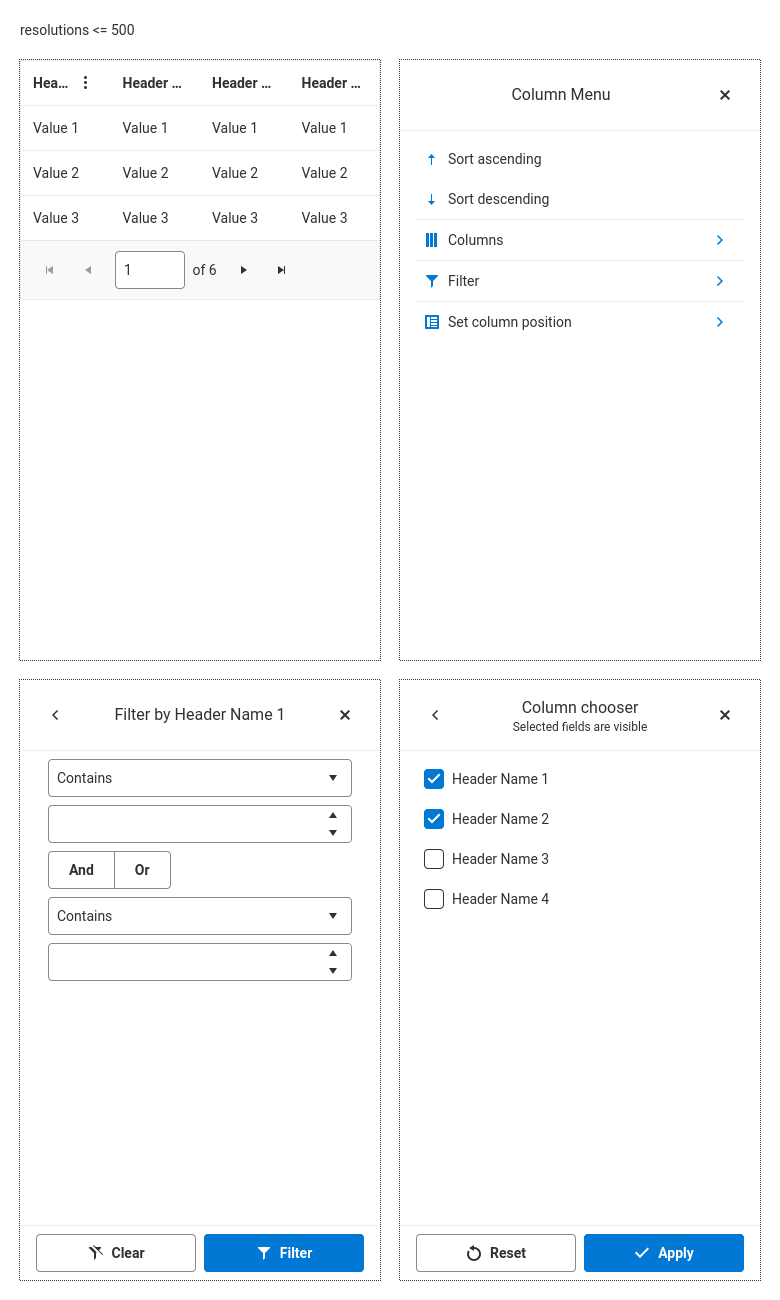 resolutions <= 500
Hea... Header ... Header ... Header ...
Value 1 Value 1 Value 1 Value 1
Value 2 Value 2 Value 2 Value 2
Value 3 Value 3 Value 3 Value 3
1 of 6
Column Menu
Sort ascending
Sort descending
Columns
Filter
Set column position
Filter by Header Name 1
Contains
And Or
Contains
Clear Filter
Column chooser
Selected fields are visible
Header Name 1
Header Name 2
Header Name 3
Header Name 4
Reset Apply